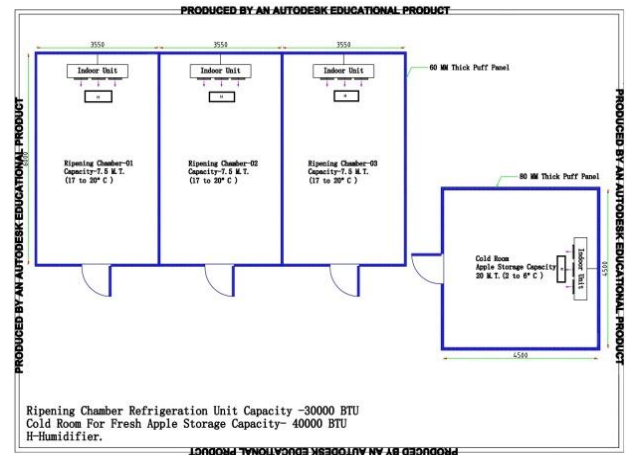 PRODUCED BY AN AUTODESK EDUCATIONAL PRODUCT
3550
3550
3550
Indoor Unit
Indoor Unit
Indoor Unit
H
H
H
60 MM Thick Puff Panel
Ripening Chamber-01
Capacity-7.5 M.T.
(17 to 20° C )
Ripening Chamber-02
Capacity-7.5 M.T.
(17 to 20° C )
Ripening Chamber-03
Capacity-7.5 M.T.
(17 to 20° C )
PRODUCED BY AN AUTODESK EDUCATIONAL PRODUCT
PRODUCED BY AN AUTODESK EDUCATIONAL PRODUCT
80 MM Thick Puff Panel
Cold Room
Apple Storage Capacity
20 M.T. (2 to 6° C )
Indoor Unit
4500
Ripening Chamber Refrigeration Unit Capacity -30000 BTU
Cold Room For Fresh Apple Storage Capacity- 40000 BTU
H-Humidifier.
PRODUCED BY AN AUTODESK EDUCATIONAL PRODUCT